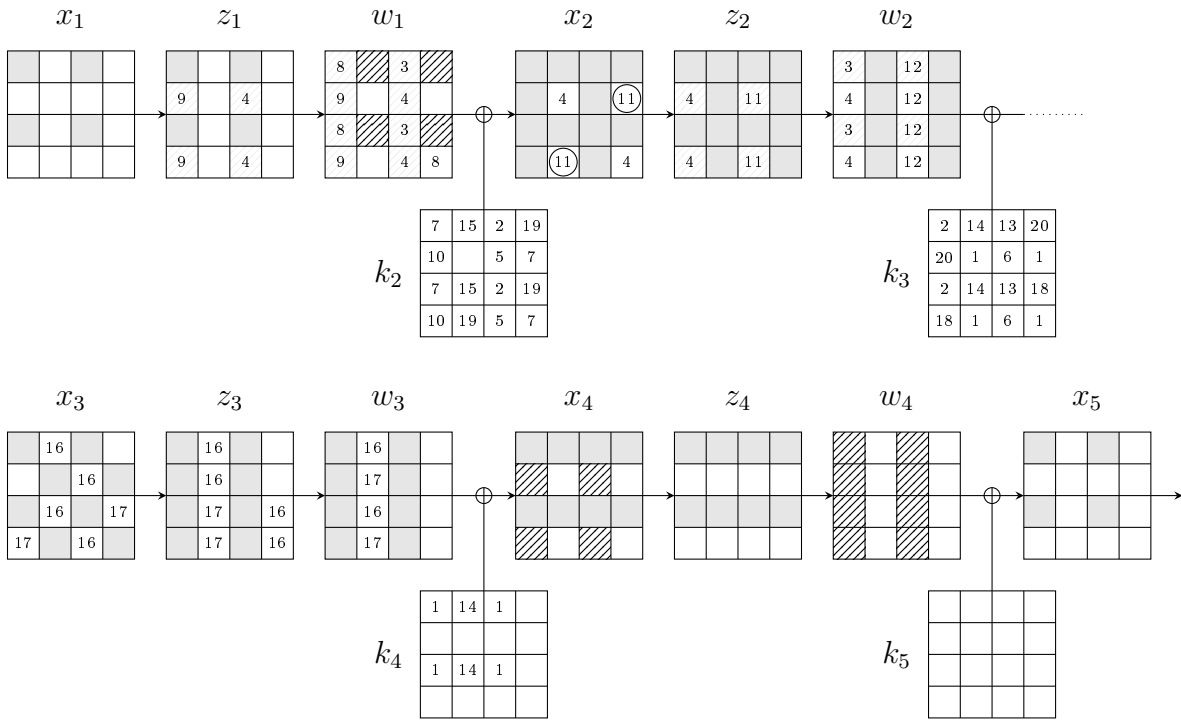 x₁ z₁ w₁ x₂ z₂ w₂
8 3 3 12
9 4 9 4 4 11 4 11 4 12
8 3 3 12
9 4 9 4 8 11 4 4 11 4 12
7 15 2 19 2 14 13 20
10 5 7 20 1 6 1
k₂ k₃
7 15 2 19 2 14 13 18
10 19 5 7 18 1 6 1
x₃ z₃ w₃ x₄ z₄ w₄ x₅
16 16 16
16 16 17
16 17 17 16 16
17 16 17 16 17
1 14 1
k₄ k₅
1 14 1